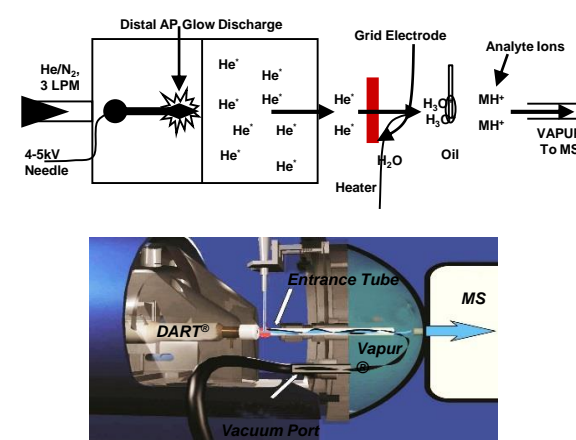 Distal AP Glow Discharge
Grid Electrode
Analyte Ions
He/N2,
3 LPM
He*
He*
He*
He*
He*
He*
He*
He*
He*
He*
H3O
H3O
MH+
MH+
4-5kV
Needle
H2O
Oil
VAPUR
To MS
Heater
Entrance Tube
DART®
MS
Vapur
®
Vacuum Port